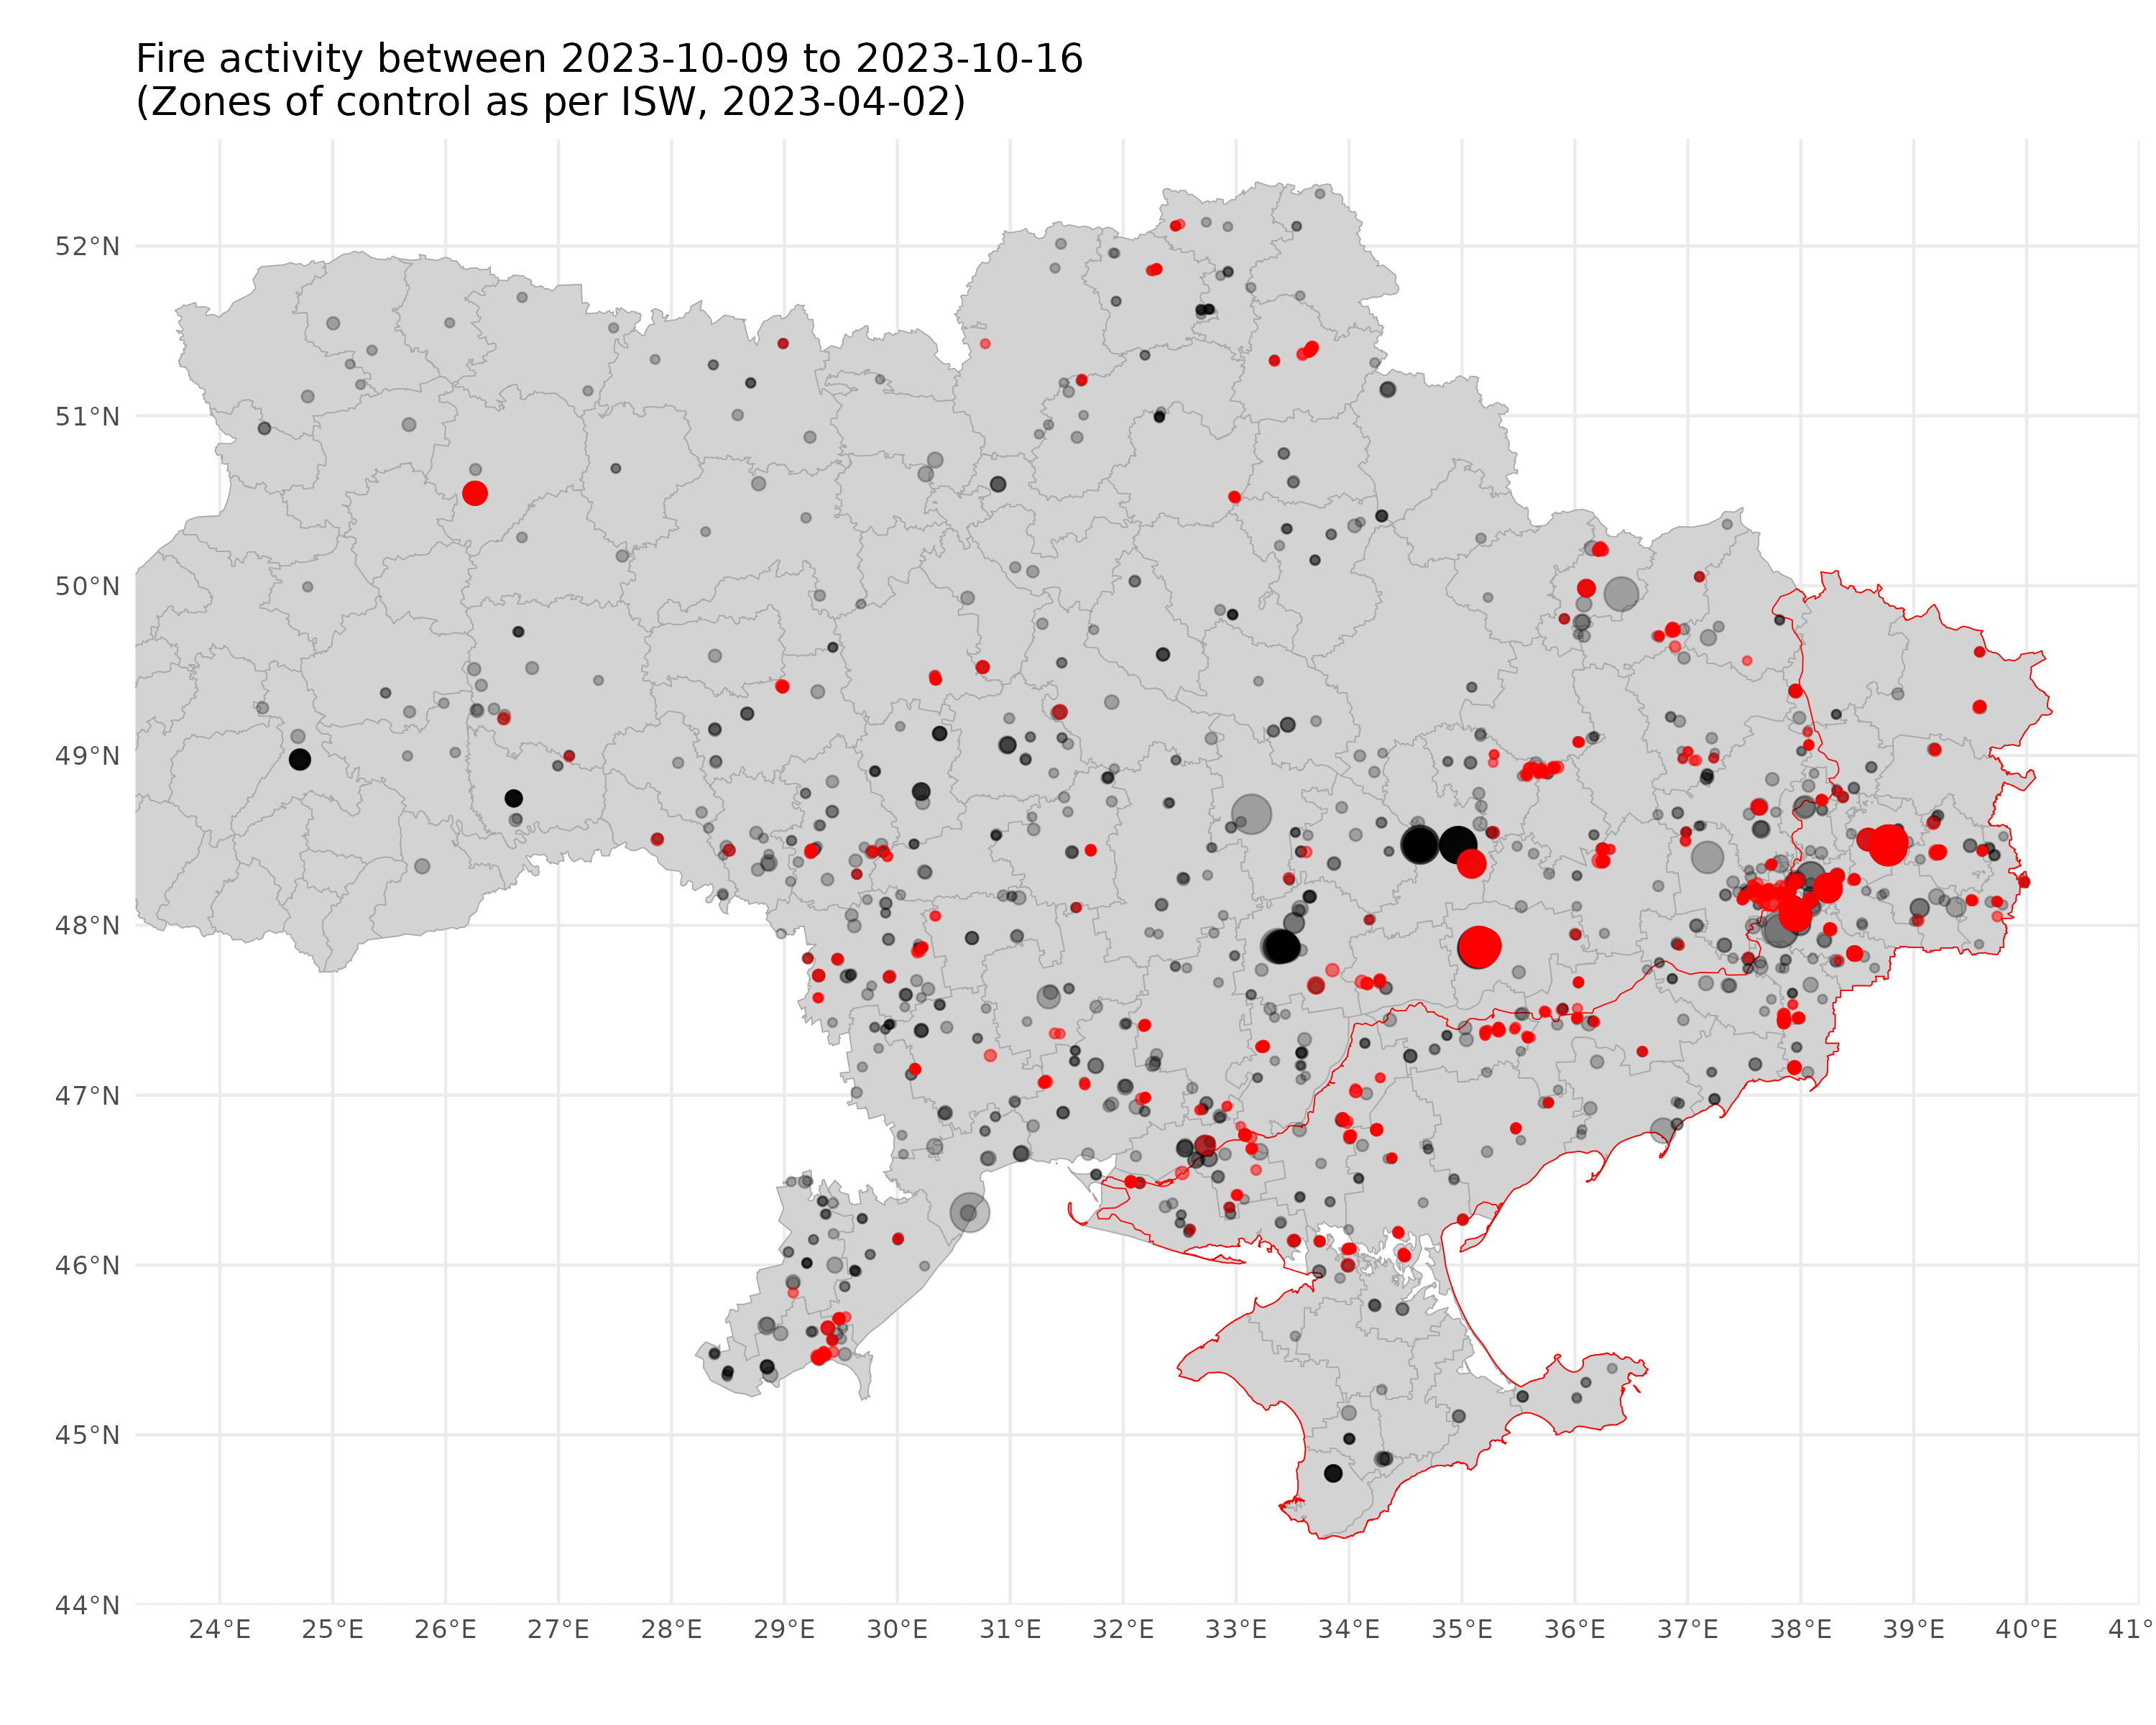 Fire activity between 2023-10-09 to 2023-10-16
(Zones of control as per ISW, 2023-04-02)
52°N
51°N
50°N
49°N
48°N
47°N
46°N
45°N
44°N
24°E 25°E 26°E 27°E 28°E 29°E 30°E 31°E 32°E 33°E 34°E 35°E 36°E 37°E 38°E 39°E 40°E 41°